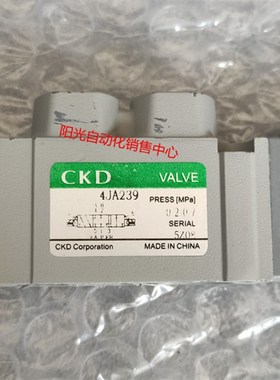 阳光自动化销售中心
CKD VALVE
4JA239
PRESS [MPa]
SERIAL
CKD Corporation
MADE IN CHINA